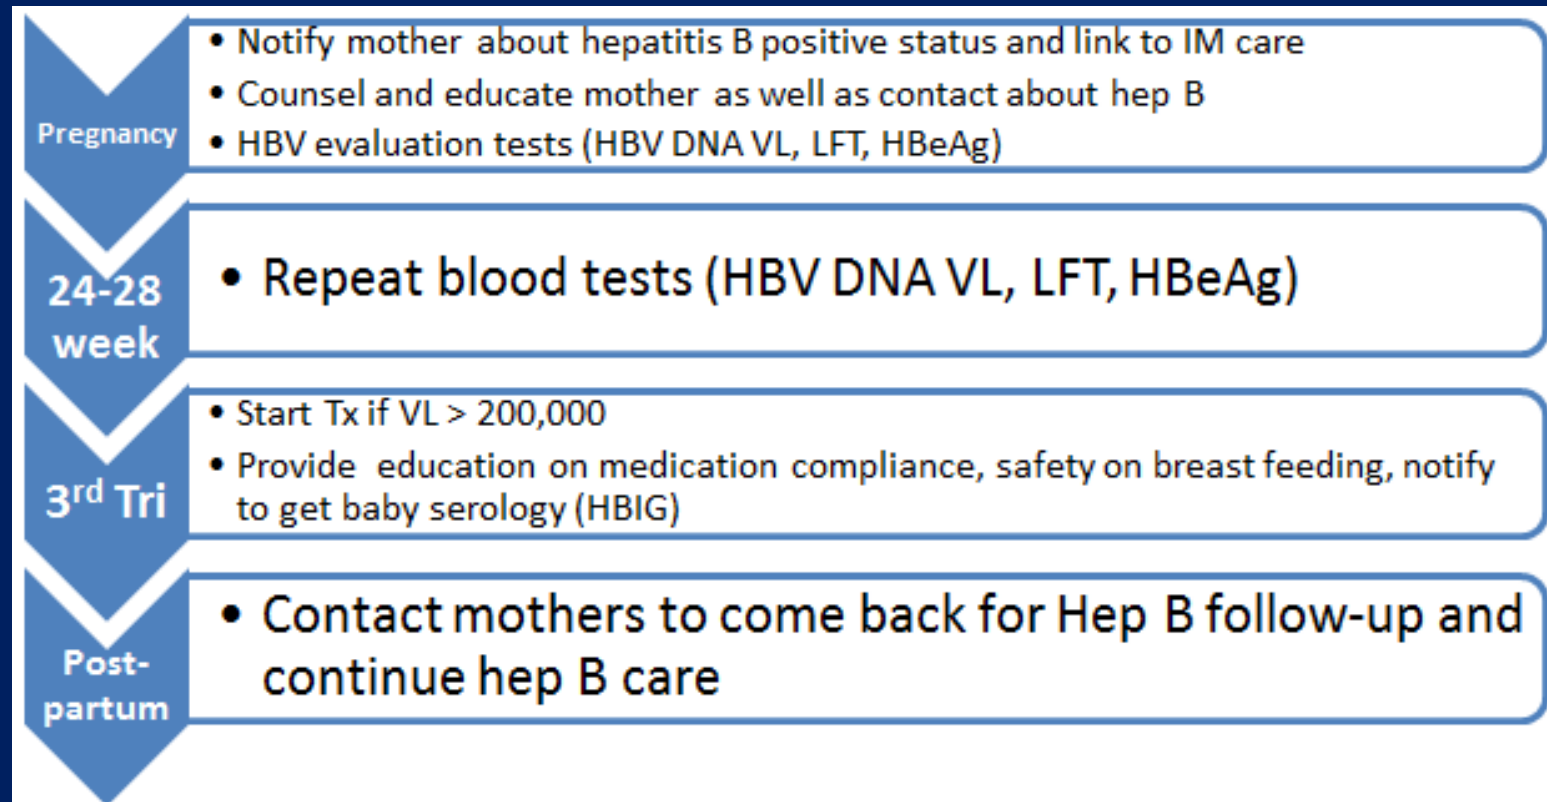 Pregnancy
• Notify mother about hepatitis B positive status and link to IM care
• Counsel and educate mother as well as contact about hep B
• HBV evaluation tests (HBV DNA VL, LFT, HBeAg)
24-28
week
• Repeat blood tests (HBV DNA VL, LFT, HBeAg)
3rd Tri
• Start Tx if VL > 200,000
• Provide education on medication compliance, safety on breast feeding, notify
to get baby serology (HBIG)
Post-
partum
• Contact mothers to come back for Hep B follow-up and
continue hep B care